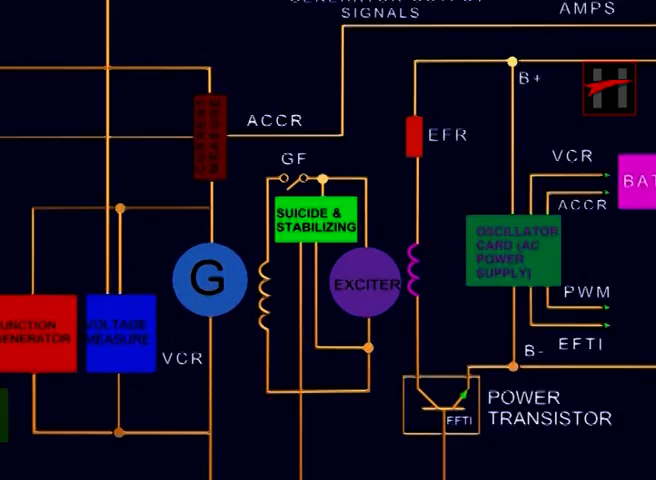 SIGNALS
AMPS
B+
ACCR
EFR
GF
VCR
BAT
ACCR
SUICIDE &
STABILIZING
OSCILLATOR
CARD (AC
POWER
SUPPLY)
G
EXCITER
PWM
UNCTION
ENERATOR
VOLTAGE
MEASURE
VCR
EFTI
B-
POWER
TRANSISTOR
EFTI